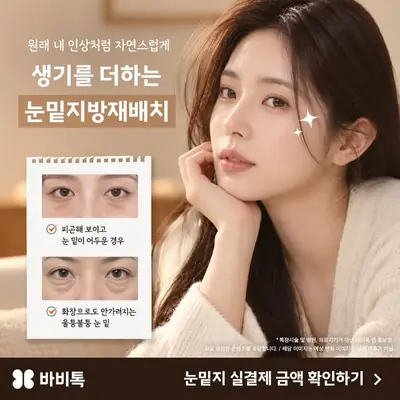 원래 내 인상처럼 자연스럽게
생기를 더하는
눈밑지방재배치
피곤해 보이고
눈 밑이 어두운 경우
화장으로도 안가려지는
울퉁불퉁 눈 밑
바비톡
눈밑지 실결제 금액 확인하기 >